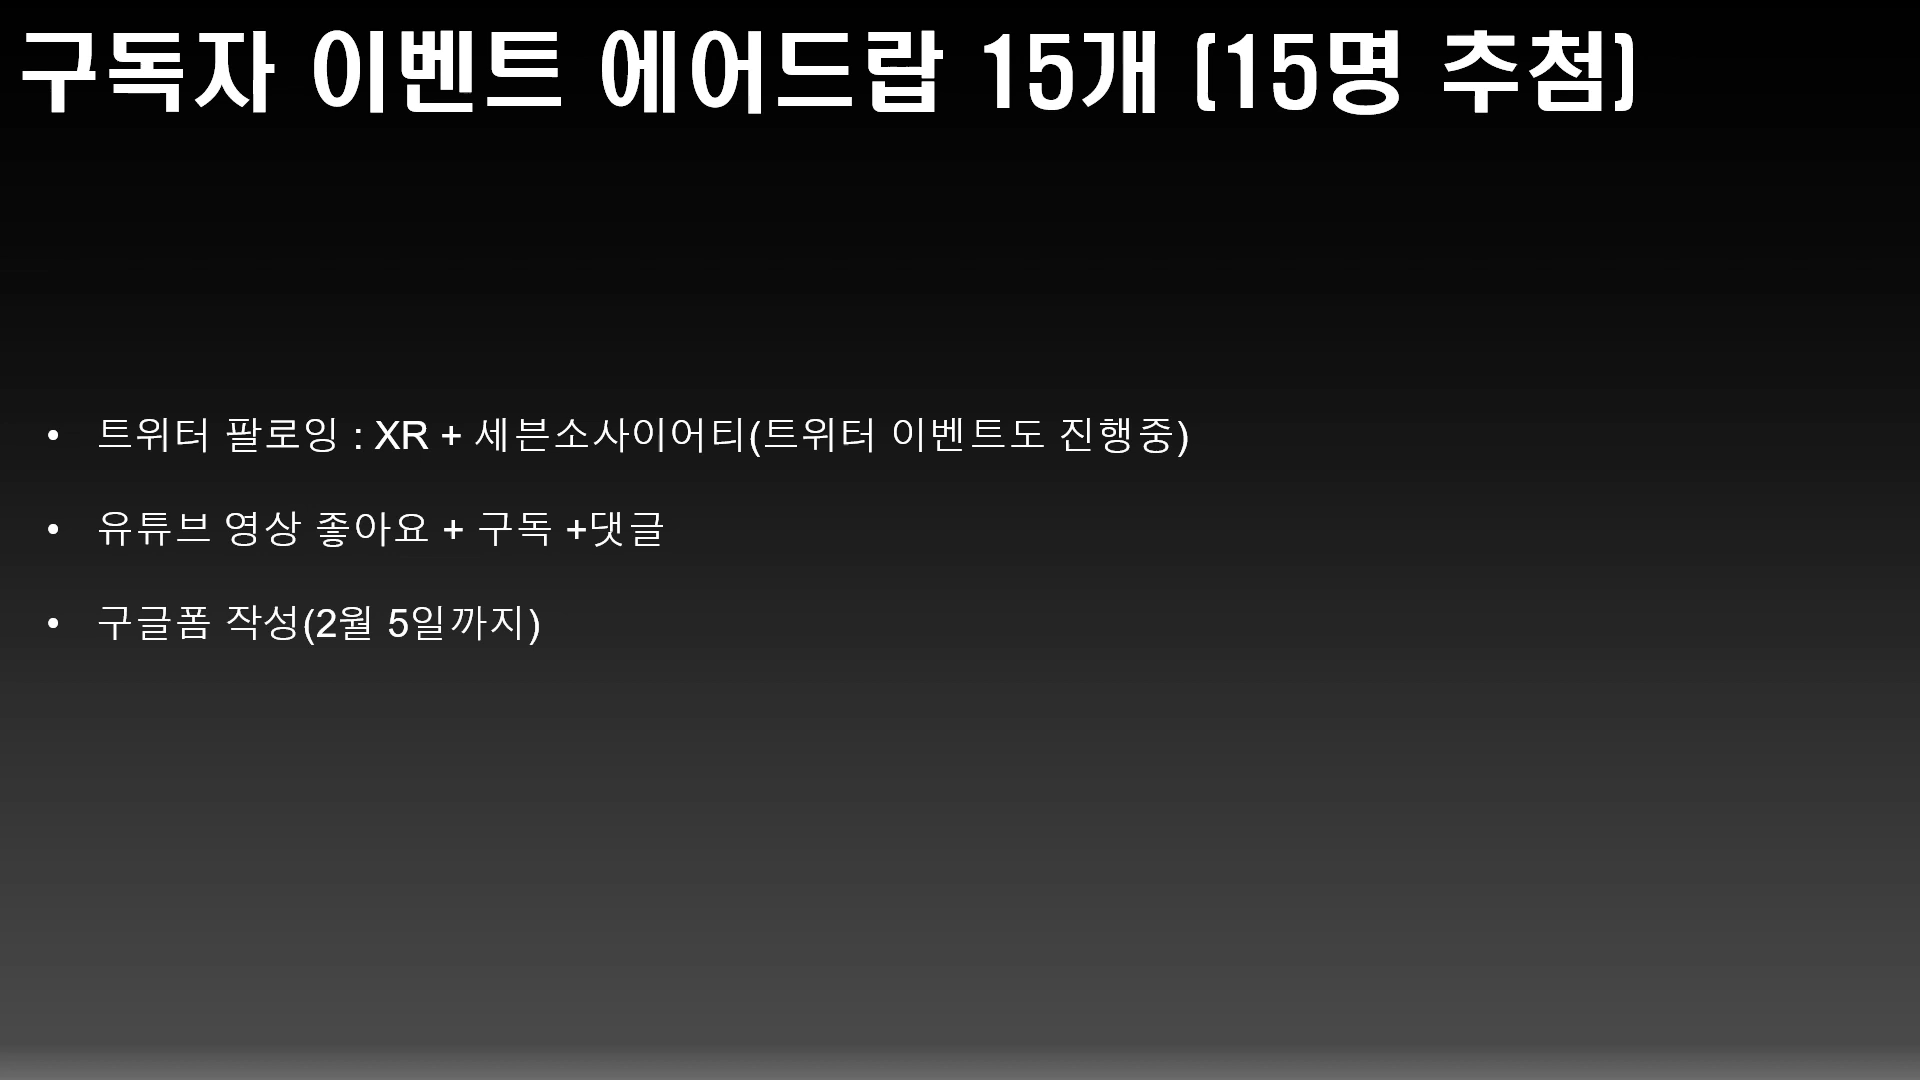 구독자 이벤트 에어드랍 15개 (15명 추첨)
• 트위터 팔로잉 : XR + 세븐소사이어티(트위터 이벤트도 진행중)
• 유튜브 영상 좋아요 + 구독 +댓글
• 구글폼 작성(2월 5일까지)